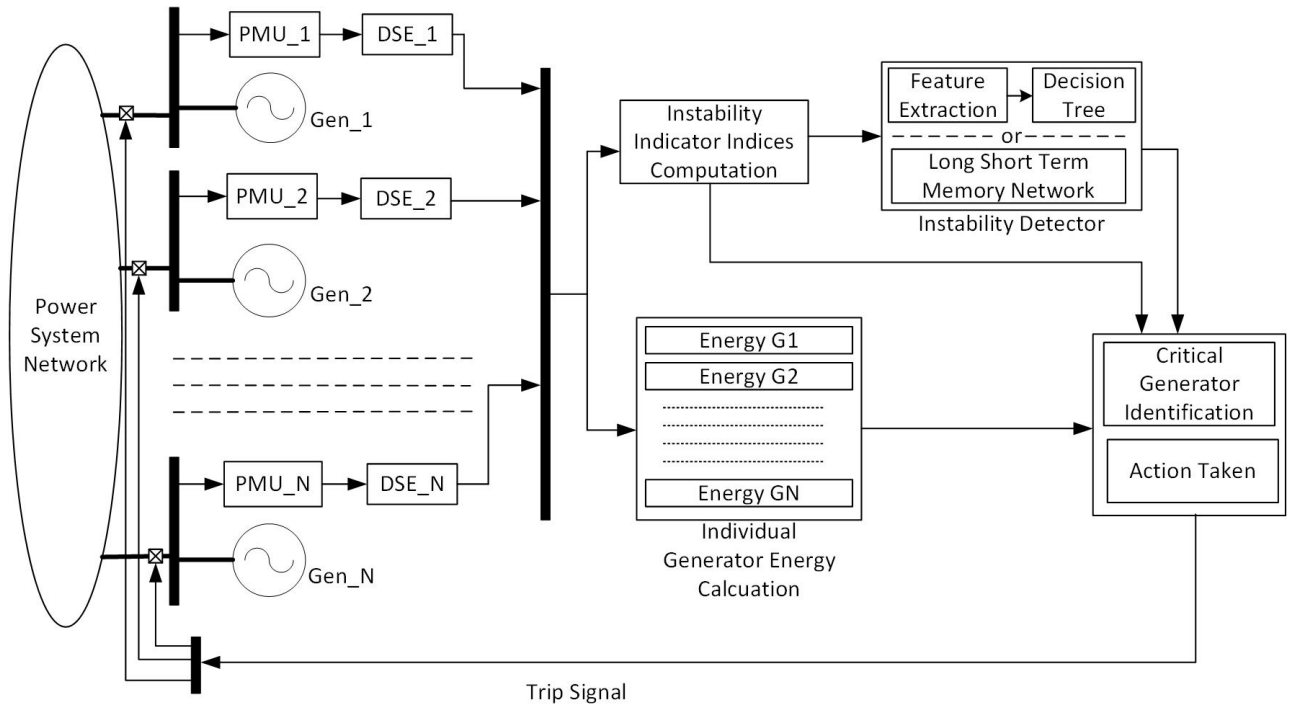 PMU_1
DSE_1
Gen_1
PMU_2
DSE_2
Gen_2
Power
System
Network
PMU_N
DSE_N
Gen_N
Instability
Indicator Indices
Computation
Feature
Extraction
Decision
Tree
or
Long Short Term
Memory Network
Instability Detector
Energy G1
Energy G2
Energy GN
Individual
Generator Energy
Calcuation
Critical
Generator
Identification
Action Taken
Trip Signal